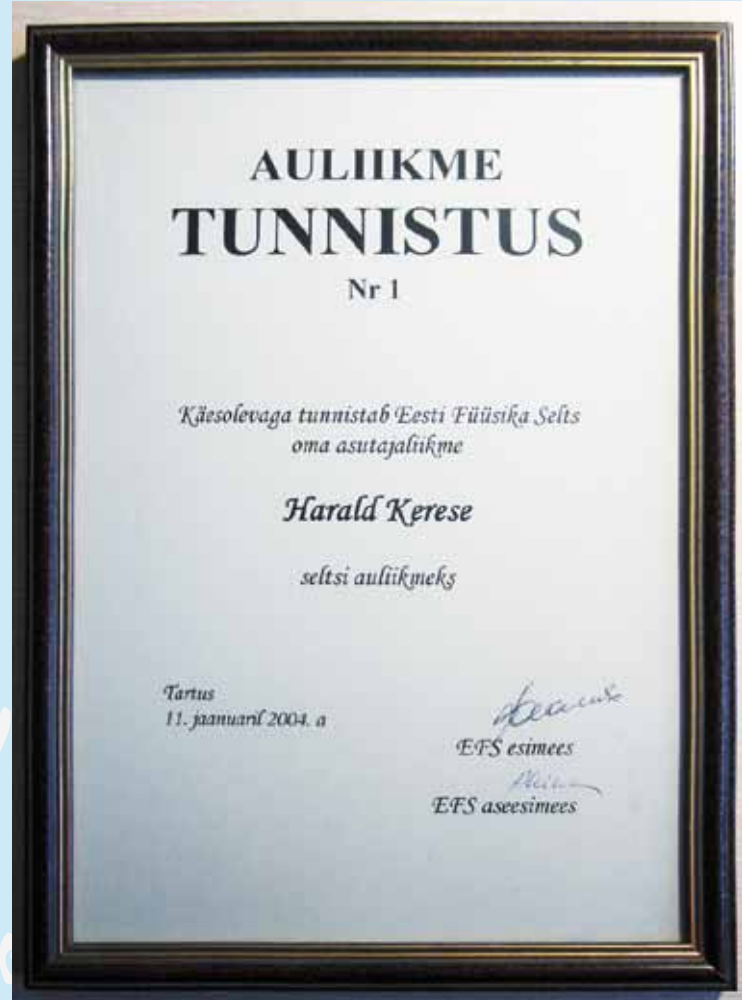 AULIIKME
TUNNISTUS
Nr 1
Käesolevaga tunnistab Eesti Füüsika Selts
oma asutajaliikme
Harald Kerese
seltsi auliikmeks
Tartus
11. jaanuaril 2004. a
EFS esimees
EFS aseesimees